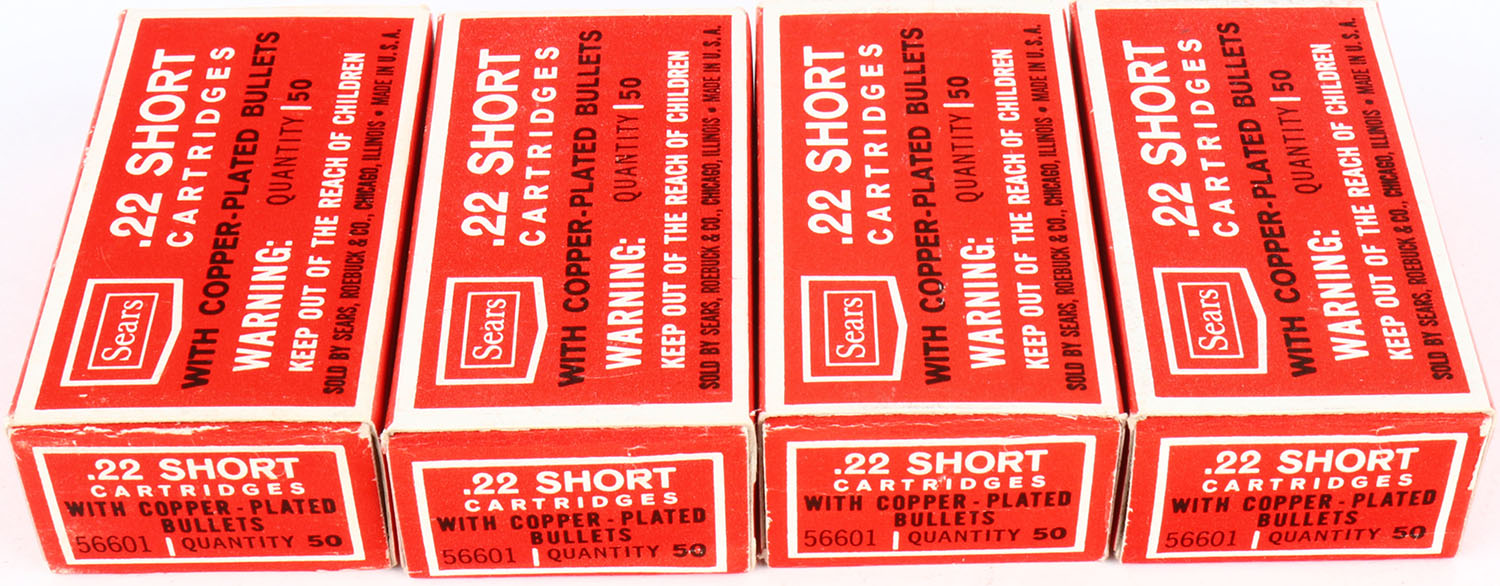 Sears
.22 SHORT
CARTRIDGES
WITH COPPER-PLATED BULLETS
QUANTITY | 50
WARNING:
KEEP OUT OF THE REACH OF CHILDREN
SOLD BY SEARS, ROEBUCK & CO., CHICAGO, ILLINOIS • MADE IN U.S.A.
.22 SHORT
CARTRIDGES
WITH COPPER-PLATED
BULLETS
56601 | QUANTITY 50
Sears
.22 SHORT
CARTRIDGES
WITH COPPER-PLATED BULLETS
QUANTITY | 50
WARNING:
KEEP OUT OF THE REACH OF CHILDREN
SOLD BY SEARS, ROEBUCK & CO., CHICAGO, ILLINOIS • MADE IN U.S.A.
.22 SHORT
CARTRIDGES
WITH COPPER-PLATED
BULLETS
56601 | QUANTITY 50
Sears
.22 SHORT
CARTRIDGES
WITH COPPER-PLATED BULLETS
QUANTITY | 50
WARNING:
KEEP OUT OF THE REACH OF CHILDREN
SOLD BY SEARS, ROEBUCK & CO., CHICAGO, ILLINOIS • MADE IN U.S.A.
.22 SHORT
CARTRIDGES
WITH COPPER-PLATED
BULLETS
56601 | QUANTITY 50
Sears
.22 SHORT
CARTRIDGES
WITH COPPER-PLATED BULLETS
QUANTITY | 50
WARNING:
KEEP OUT OF THE REACH OF CHILDREN
SOLD BY SEARS, ROEBUCK & CO., CHICAGO, ILLINOIS • MADE IN U.S.A.
.22 SHORT
CARTRIDGES
WITH COPPER-PLATED
BULLETS
56601 | QUANTITY 50